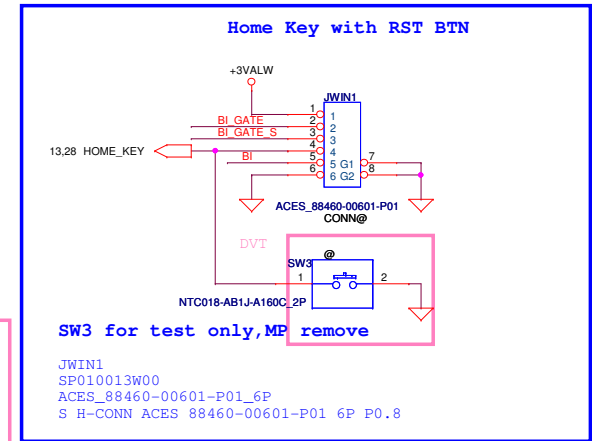 Home Key with RST BTN
+3VALW
JWIN1
1 1
BI_GATE 2 2
BI_GATE_S 3 3
13,28 HOME_KEY 4 4
BI 5 5 G1 7
6 6 G2 8
ACES_88460-00601-P01
CONN@
DVT
@
SW3
1 2
NTC018-AB1J-A160C_2P
SW3 for test only,MP remove
JWIN1
SP010013W00
ACES_88460-00601-P01_6P
S H-CONN ACES 88460-00601-P01 6P P0.8